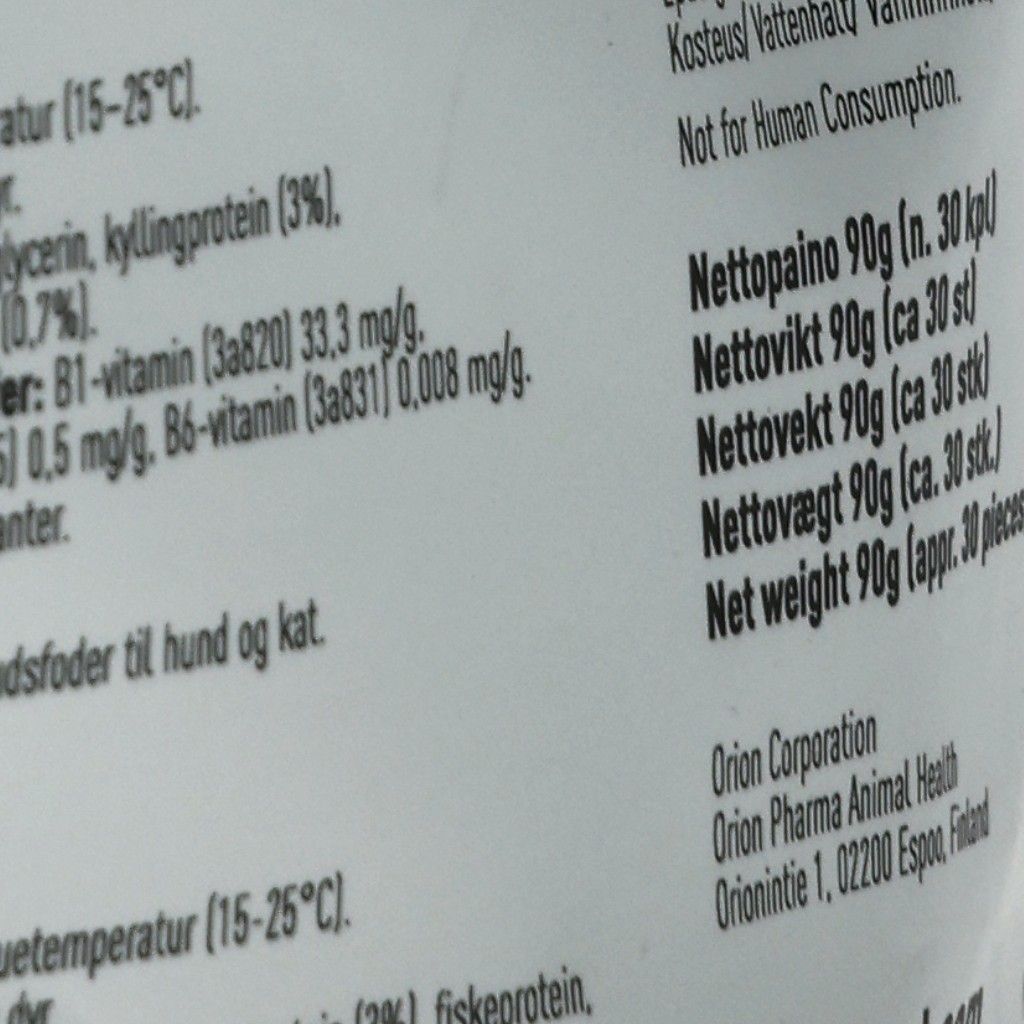 atur (15–25°C).
glycerin, kyllingprotein (3%),
(0,7%).
er: B1-vitamin (3a820) 33,3 mg/g,
) 0,5 mg/g, B6-vitamin (3a831) 0,008 mg/g.
anter.
dsfoder til hund og kat.
uetemperatur (15-25°C).
dyr
(3%), fiskeprotein,
Kosteus/ Vattenhalt/
Not for Human Consumption.
Nettopaino 90g (n. 30 kpl)
Nettovikt 90g (ca 30 st)
Nettovekt 90g (ca 30 stk)
Nettovægt 90g (ca. 30 stk.)
Net weight 90g (appr. 30 pieces
Orion Corporation
Orion Pharma Animal Health
Orionintie 1, 02200 Espoo, Finland